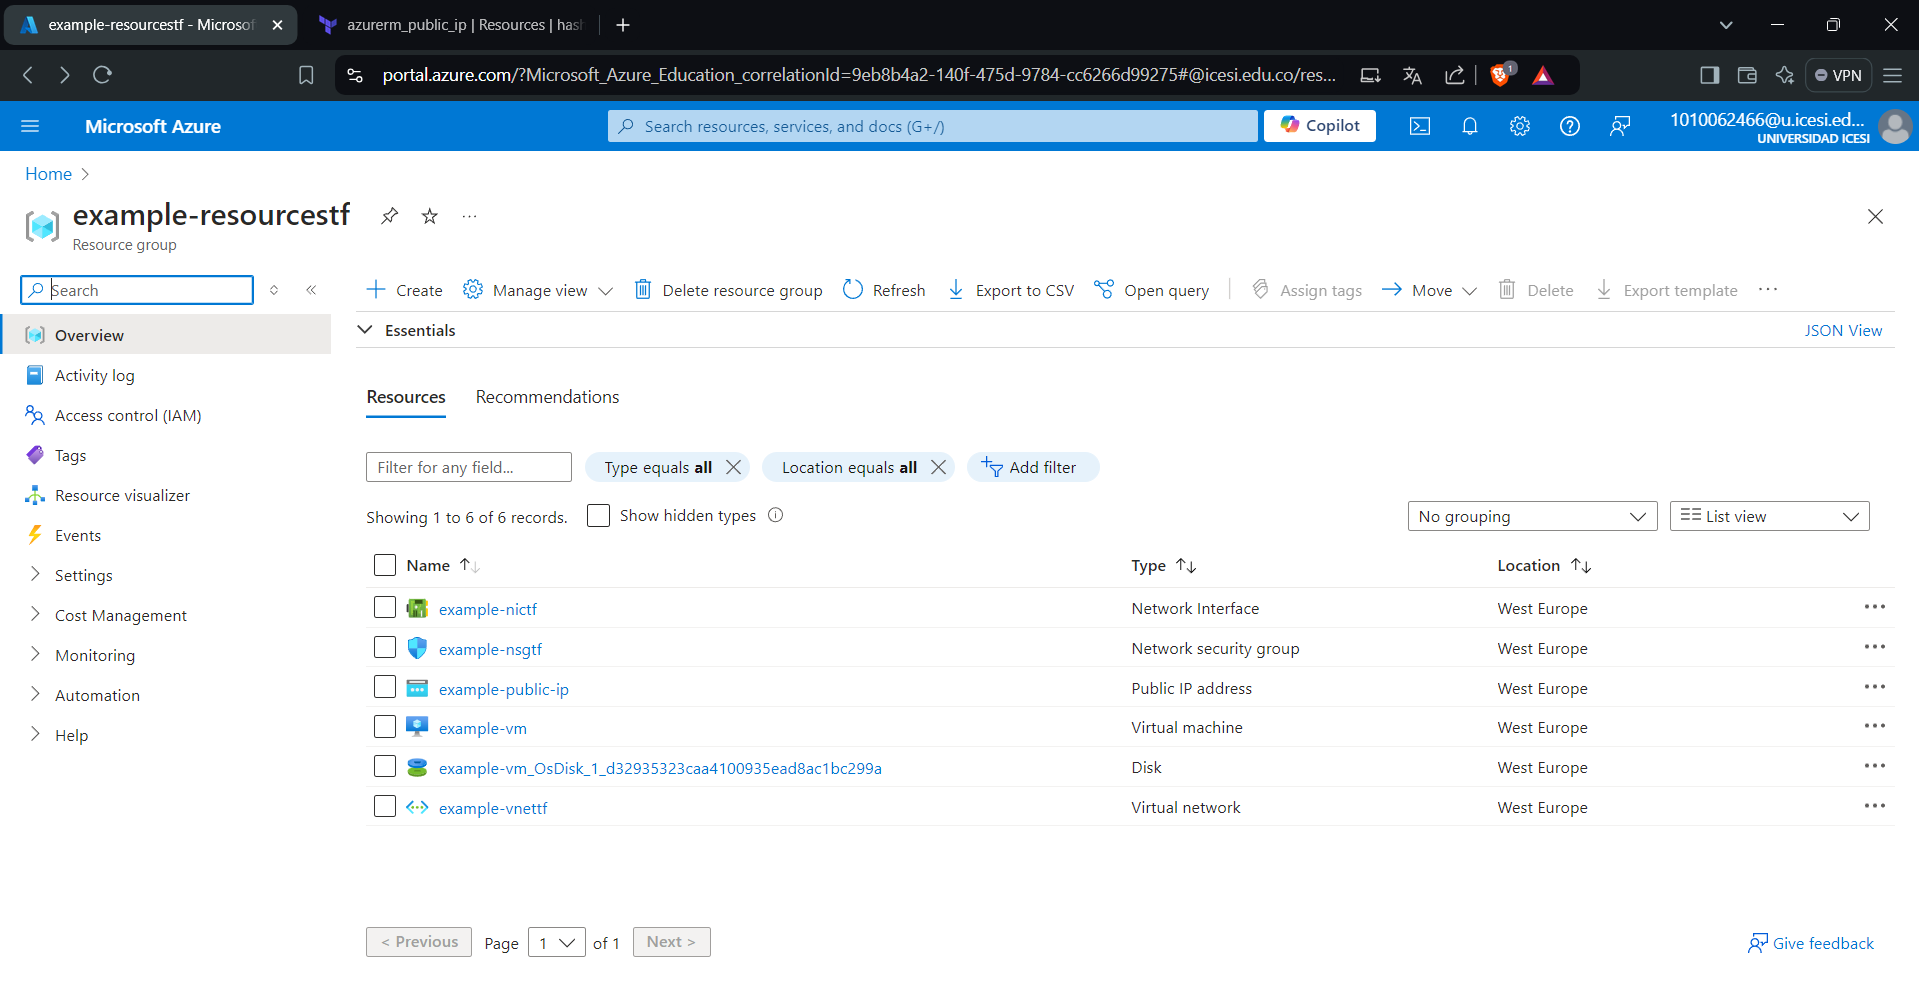 example-resourcestf - Microsof
azurerm_public_ip | Resources | hash
portal.azure.com/?Microsoft_Azure_Education_correlationId=9eb8b4a2-140f-475d-9784-cc6266d99275#@icesi.edu.co/res...
1
VPN
Microsoft Azure
Search resources, services, and docs (G+/)
Copilot
1010062466@u.icesi.ed...
UNIVERSIDAD ICESI
Home
example-resourcestf
Resource group
Search
Create
Manage view
Delete resource group
Refresh
Export to CSV
Open query
Assign tags
Move
Delete
Export template
Essentials
JSON View
Overview
Activity log
Access control (IAM)
Tags
Resource visualizer
Events
Settings
Cost Management
Monitoring
Automation
Help
Resources
Recommendations
Filter for any field...
Type equals all
Location equals all
Add filter
Showing 1 to 6 of 6 records.
Show hidden types
No grouping
List view
Name
Type
Location
example-nictf
Network Interface
West Europe
example-nsgtf
Network security group
West Europe
example-public-ip
Public IP address
West Europe
example-vm
Virtual machine
West Europe
example-vm_OsDisk_1_d32935323caa4100935ead8ac1bc299a
Disk
West Europe
example-vnettf
Virtual network
West Europe
< Previous
Page
1
of 1
Next >
Give feedback